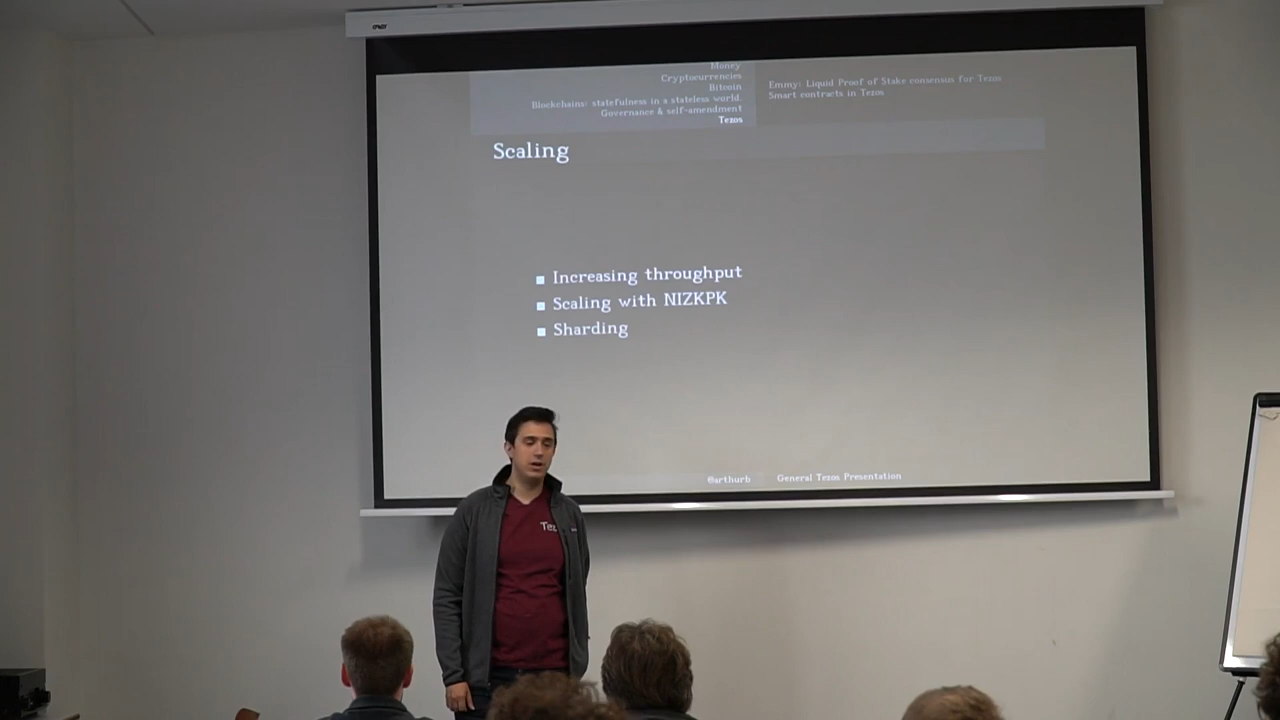 Money
Cryptocurrencies
Bitcoin
Blockchains: statefulness in a stateless world.
Governance & self-amendment
Tezos
Emmy: Liquid Proof of Stake consensus for Tezos
Smart contracts in Tezos
Scaling
Increasing throughput
Scaling with NIZKPK
Sharding
@arthurb
General Tezos Presentation
Tez